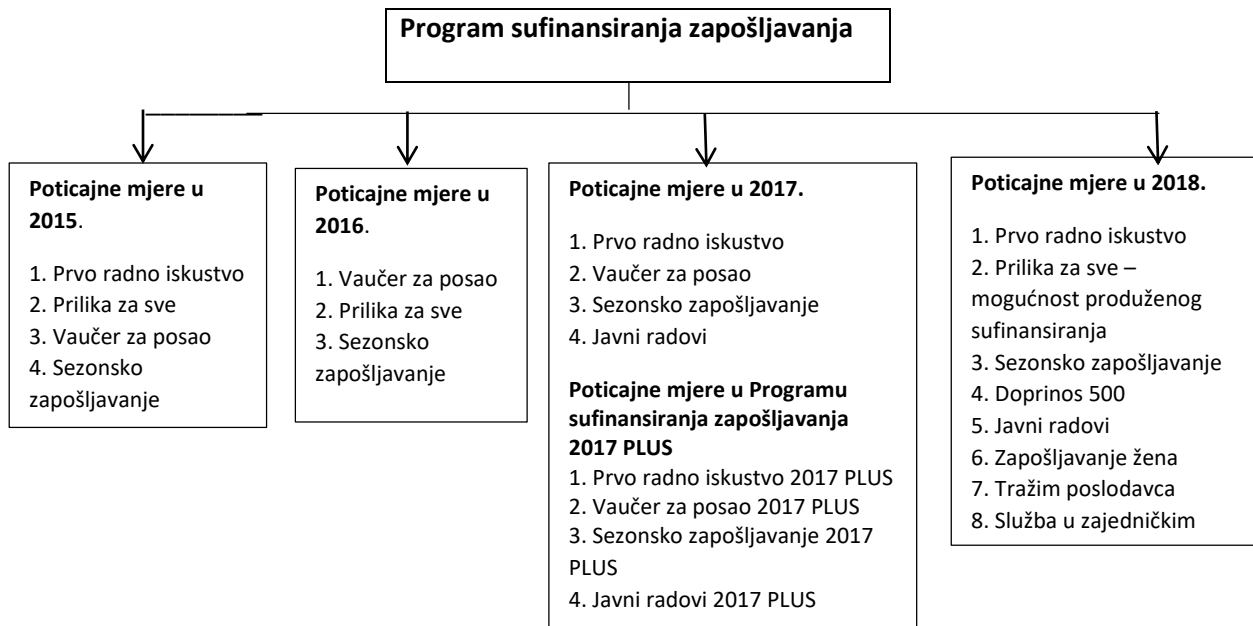 Program sufinansiranja zapošljavanja
Poticajne mjere u
2015.
1. Prvo radno iskustvo
2. Prilika za sve
3. Vaučer za posao
4. Sezonsko
zapošljavanje
Poticajne mjere u
2016.
1. Vaučer za posao
2. Prilika za sve
3. Sezonsko
zapošljavanje
Poticajne mjere u 2017.
1. Prvo radno iskustvo
2. Vaučer za posao
3. Sezonsko zapošljavanje
4. Javni radovi
Poticajne mjere u Programu
sufinansiranja zapošljavanja
2017 PLUS
1. Prvo radno iskustvo 2017 PLUS
2. Vaučer za posao 2017 PLUS
3. Sezonsko zapošljavanje 2017
PLUS
4. Javni radovi 2017 PLUS
Poticajne mjere u 2018.
1. Prvo radno iskustvo
2. Prilika za sve –
mogućnost produženog
sufinansiranja
3. Sezonsko zapošljavanje
4. Doprinos 500
5. Javni radovi
6. Zapošljavanje žena
7. Tražim poslodavca
8. Služba u zajedničkim